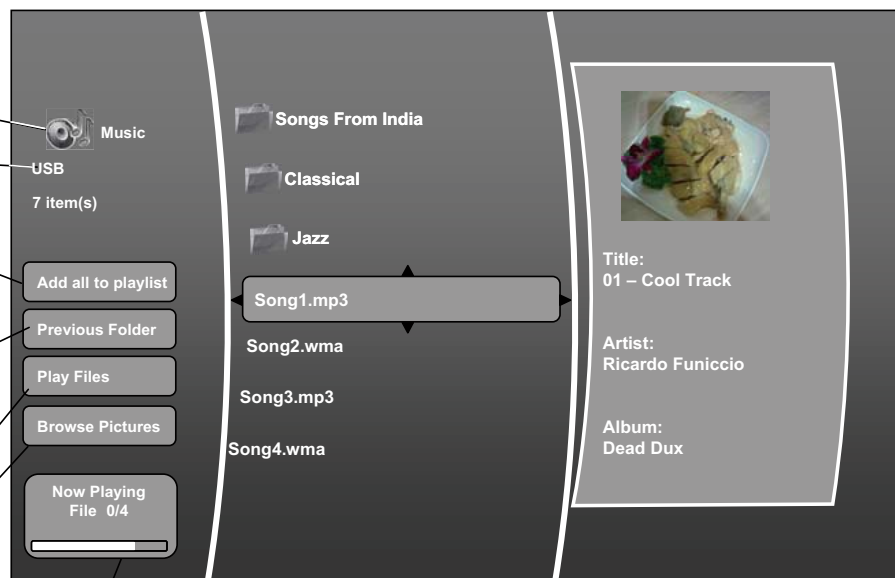 Music
USB
7 item(s)
Add all to playlist
Previous Folder
Play Files
Browse Pictures
Now Playing
File 0/4
Songs From India
Classical
Jazz
Song1.mp3
Song2.wma
Song3.mp3
Song4.wma
Title:
01 – Cool Track
Artist:
Ricardo Funiccio
Album:
Dead Dux